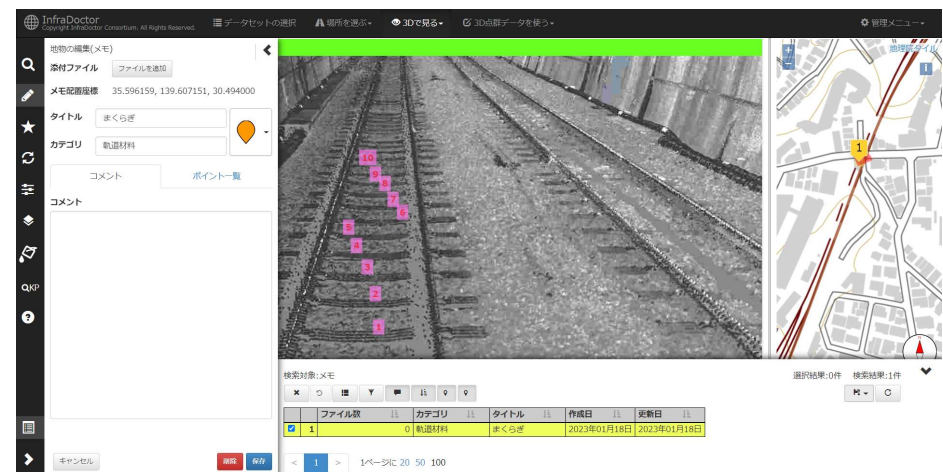 InfraDoctor
Copyright InfraDoctor Consortium. All Rights Reserved.
データセットの選択
場所を選ぶ
3Dで見る
3D点群データを使う
管理メニュー
地物の編集(メモ)
添付ファイル ファイルを追加
メモ配置座標 35.596159, 139.607151, 30.494000
タイトル まくらぎ
カテゴリ 軌道材料
コメント ポイント一覧
コメント
KP
キャンセル 削除 保存
10
9
8
7
6
5
4
3
2
1
地理院タイル
+
−
i
1
検索対象:メモ
選択結果:0件 検索結果:1件
ファイル数 カテゴリ タイトル 作成日 更新日
1 0 軌道材料 まくらぎ 2023年01月18日 2023年01月18日
< 1 > 1ページに 20 50 100